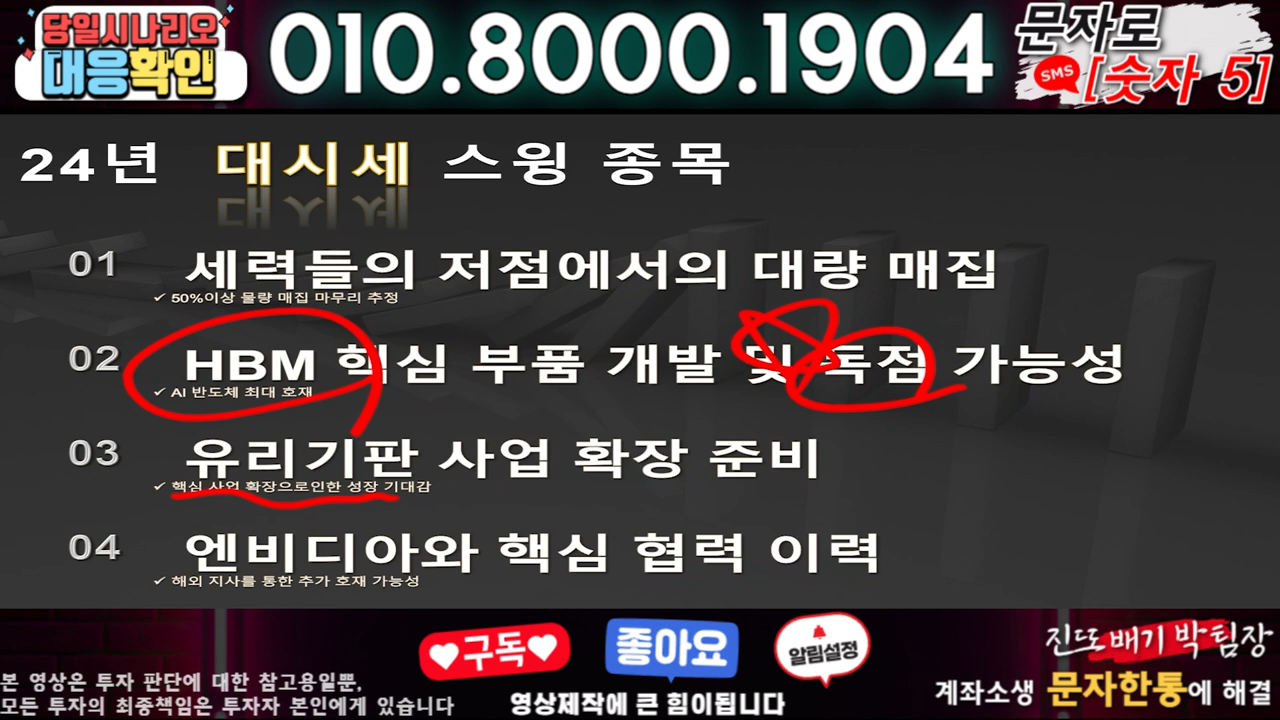 당일시나리오
대응확인
010.8000.1904
문자로
SMS
[숫자 5]
24년 대시세 스윙 종목
01 세력들의 저점에서의 대량 매집
✓ 50%이상 물량 매집 마무리 추정
02 HBM 핵심 부품 개발 및 독점 가능성
✓ AI 반도체 최대 호재
03 유리기판 사업 확장 준비
✓ 핵심 사업 확장으로인한 성장 기대감
04 엔비디아와 핵심 협력 이력
✓ 해외 지사를 통한 추가 호재 가능성
구독
좋아요
알림설정
영상제작에 큰 힘이됩니다
본 영상은 투자 판단에 대한 참고용일뿐,
모든 투자의 최종책임은 투자자 본인에게 있습니다
진또배기 박팀장
계좌소생 문자한통에 해결